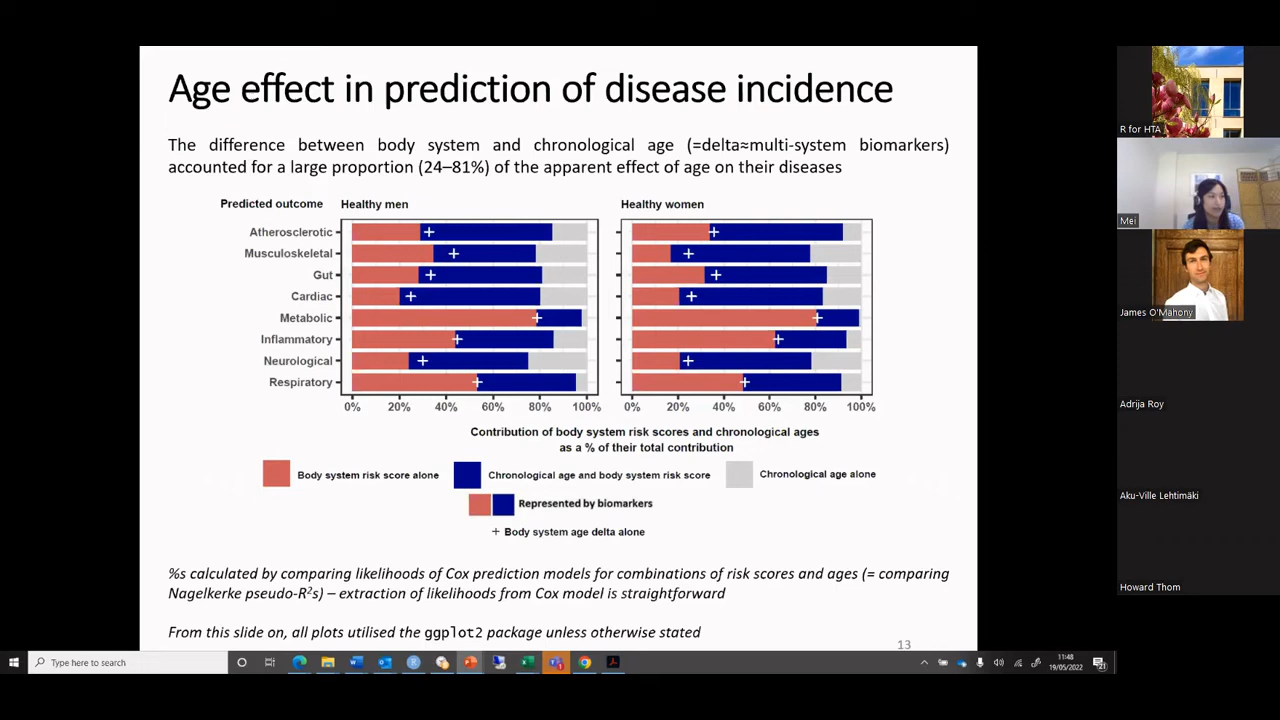 Age effect in prediction of disease incidence
The difference between body system and chronological age (=delta≈multi-system biomarkers)
accounted for a large proportion (24–81%) of the apparent effect of age on their diseases
Predicted outcome
Healthy men
Healthy women
Atherosclerotic
Musculoskeletal
Gut
Cardiac
Metabolic
Inflammatory
Neurological
Respiratory
0% 20% 40% 60% 80% 100%
0% 20% 40% 60% 80% 100%
Contribution of body system risk scores and chronological ages
as a % of their total contribution
Body system risk score alone
Chronological age and body system risk score
Chronological age alone
Represented by biomarkers
+ Body system age delta alone
%s calculated by comparing likelihoods of Cox prediction models for combinations of risk scores and ages (= comparing
Nagelkerke pseudo-R²s) – extraction of likelihoods from Cox model is straightforward
From this slide on, all plots utilised the ggplot2 package unless otherwise stated
13
R for HTA
Mei
James O'Mahony
Adrija Roy
Aku-Ville Lehtimäki
Howard Thom
Type here to search
11:48
19/05/2022